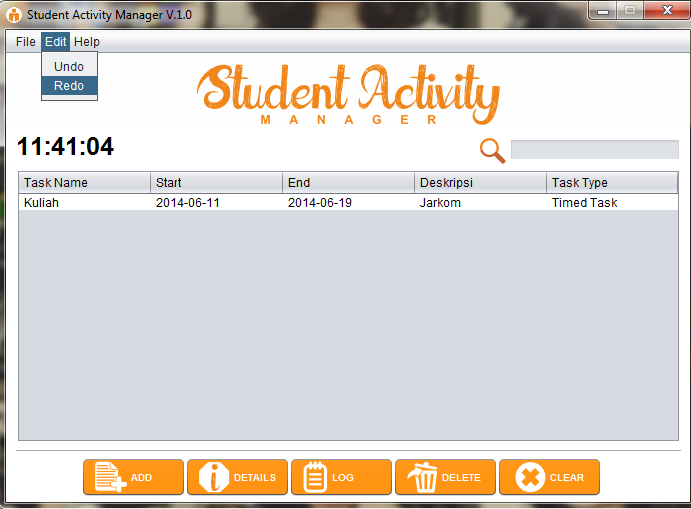 Student Activity Manager V.1.0
File Edit Help
Undo
Redo
Student Activity
MANAGER
11:41:04
Task Name Start End Deskripsi Task Type
Kuliah 2014-06-11 2014-06-19 Jarkom Timed Task
ADD DETAILS LOG DELETE CLEAR